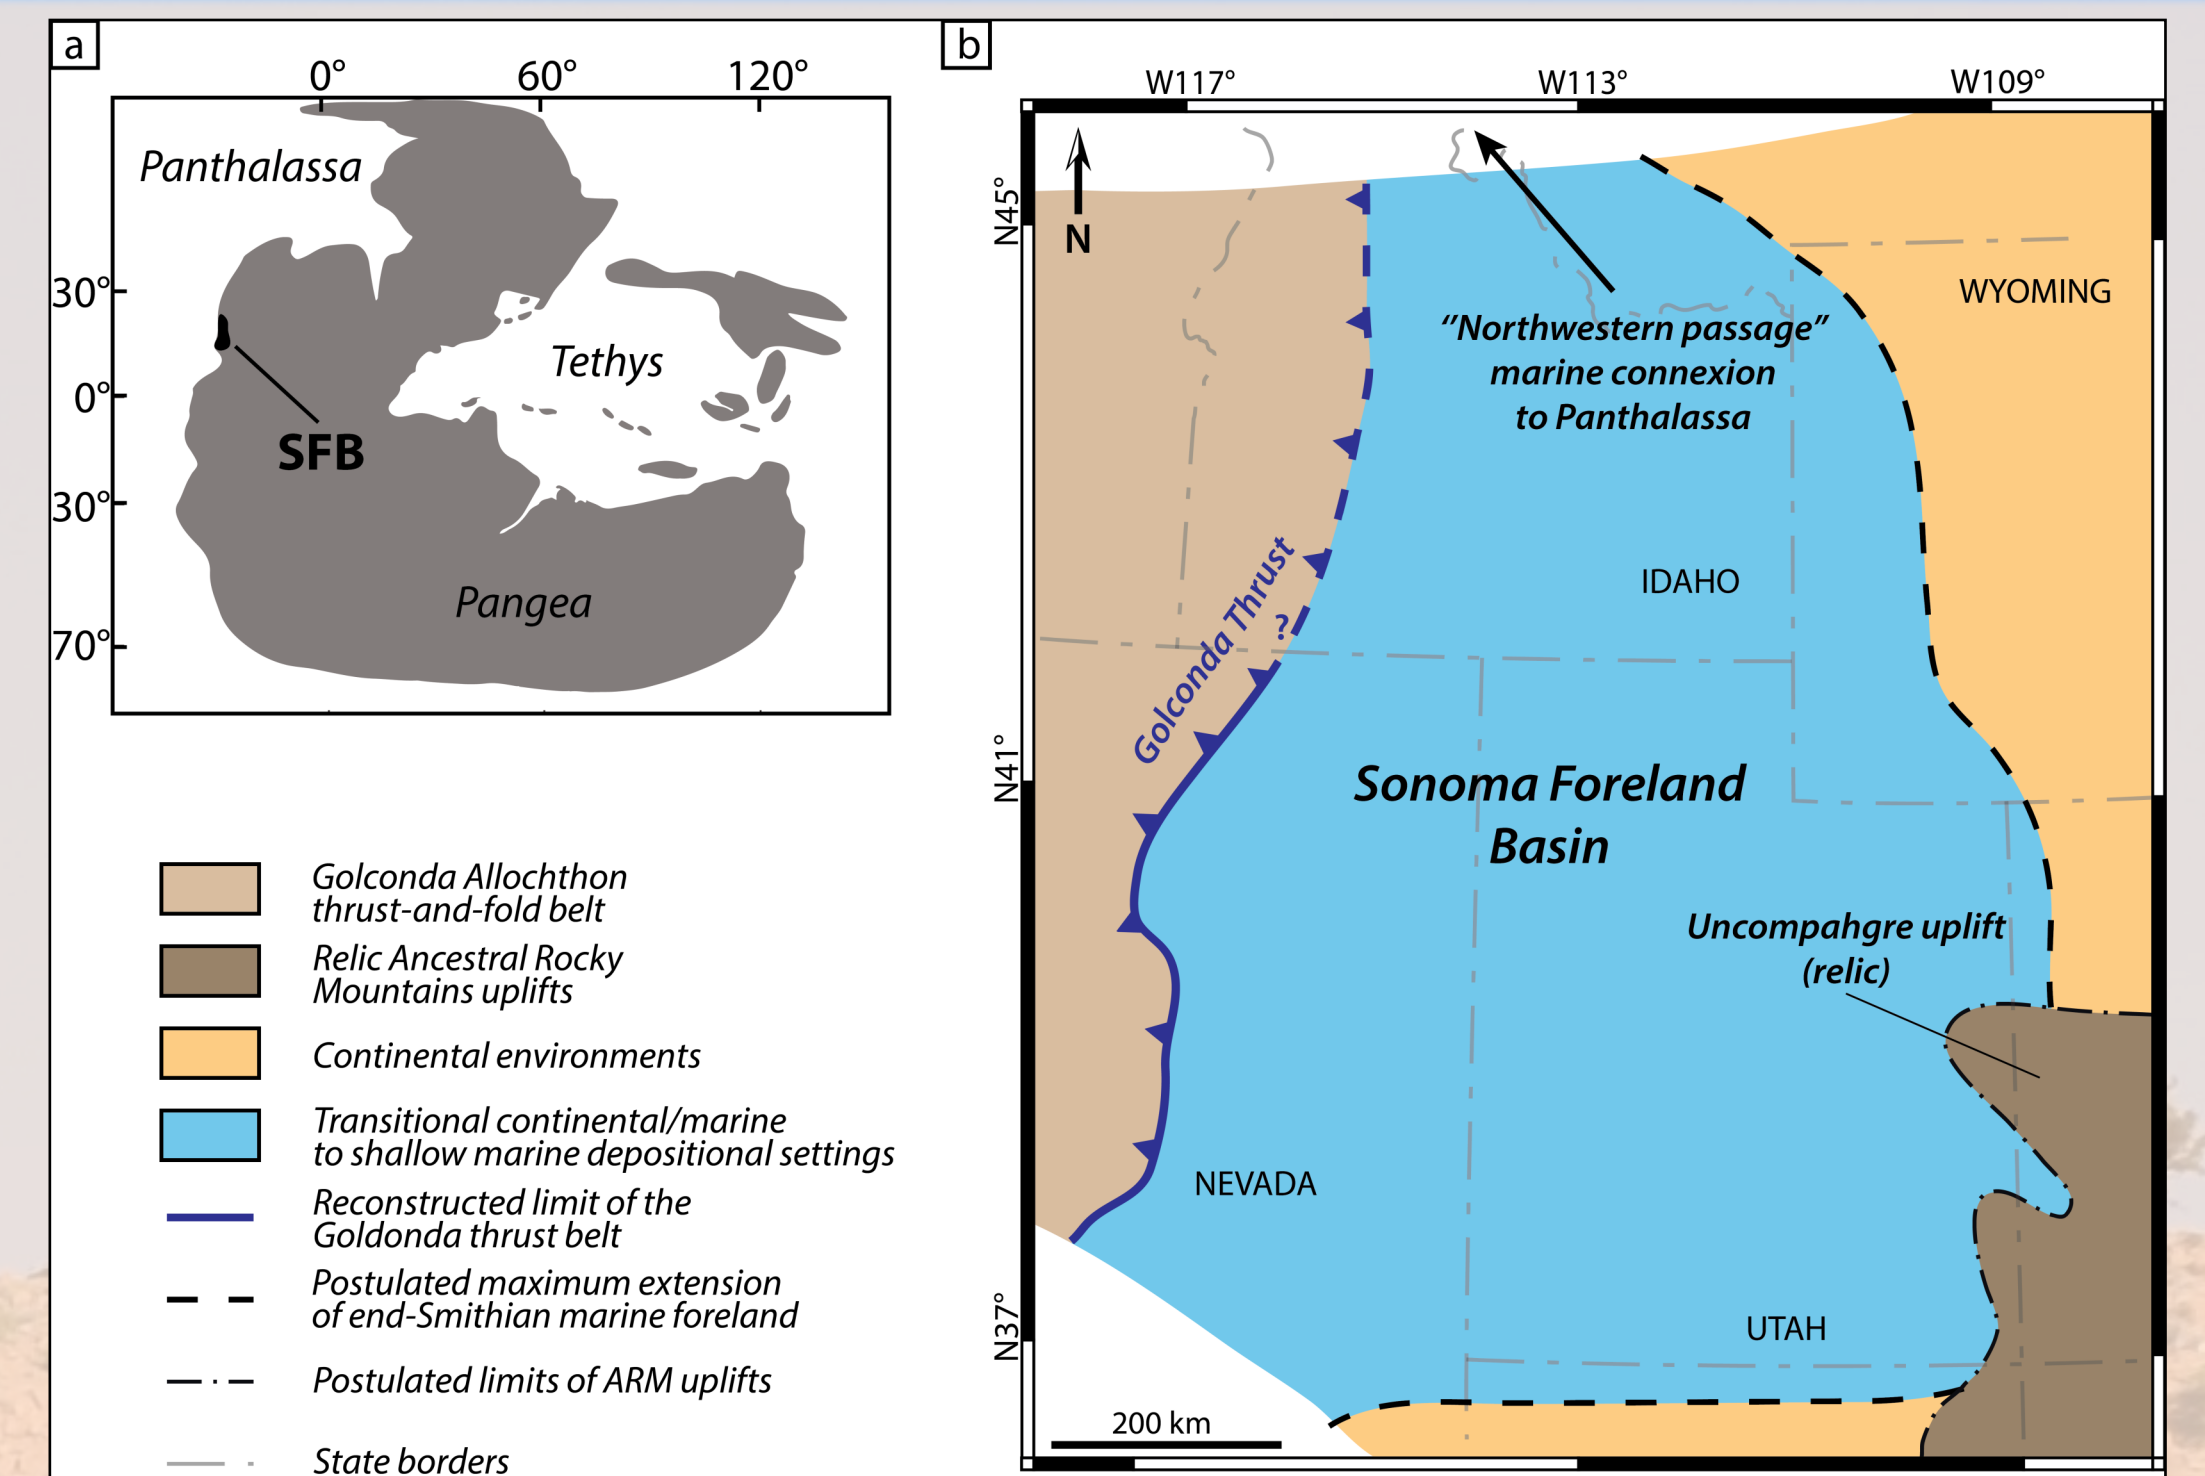 a
0° 60° 120°
Panthalassa
30°
0°
30°
70°
Tethys
SFB
Pangea
Golconda Allochthon
thrust-and-fold belt
Relic Ancestral Rocky
Mountains uplifts
Continental environments
Transitional continental/marine
to shallow marine depositional settings
Reconstructed limit of the
Goldonda thrust belt
Postulated maximum extension
of end-Smithian marine foreland
Postulated limits of ARM uplifts
State borders
b
W117° W113° W109°
N45°
N41°
N37°
N
WYOMING
‘‘Northwestern passage”
marine connexion
to Panthalassa
Golconda Thrust
?
IDAHO
Sonoma Foreland
Basin
Uncompahgre uplift
(relic)
NEVADA
UTAH
200 km